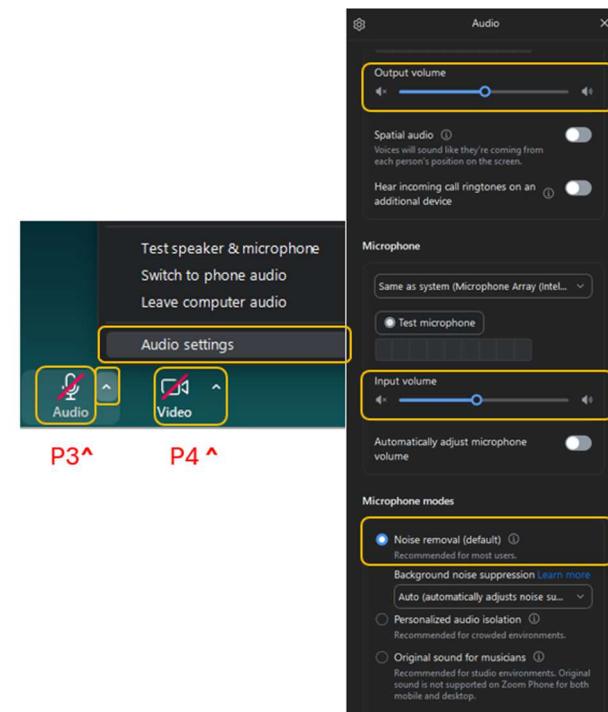 Test speaker & microphone
Switch to phone audio
Leave computer audio
Audio settings
Audio
Video
P3^
P4 ^
Audio
Output volume
Spatial audio
Voices will sound like they're coming from
each person's position on the screen.
Hear incoming call ringtones on an
additional device
Microphone
Same as system (Microphone Array (Intel...
Test microphone
Input volume
Automatically adjust microphone
volume
Microphone modes
Noise removal (default)
Recommended for most users.
Background noise suppression Learn more
Auto (automatically adjusts noise su...
Personalized audio isolation
Recommended for crowded environments.
Original sound for musicians
Recommended for studio environments. Original
sound is not supported on Zoom Phone for both
mobile and desktop.